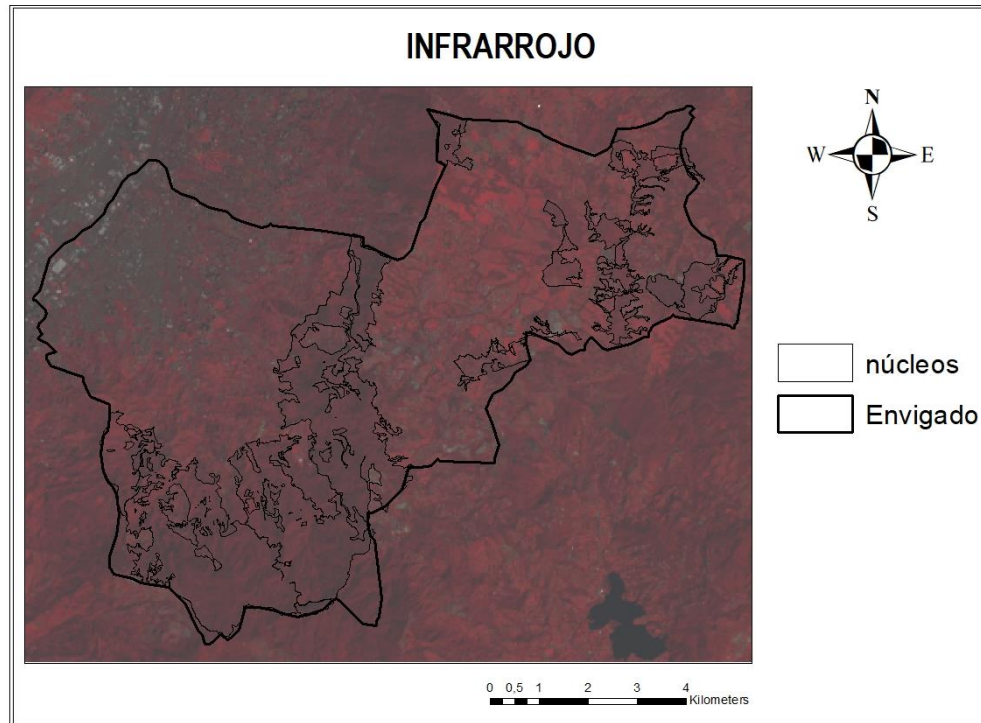 INFRARROJO
N
W E
S
núcleos
Envigado
0 0,5 1 2 3 4
Kilometers